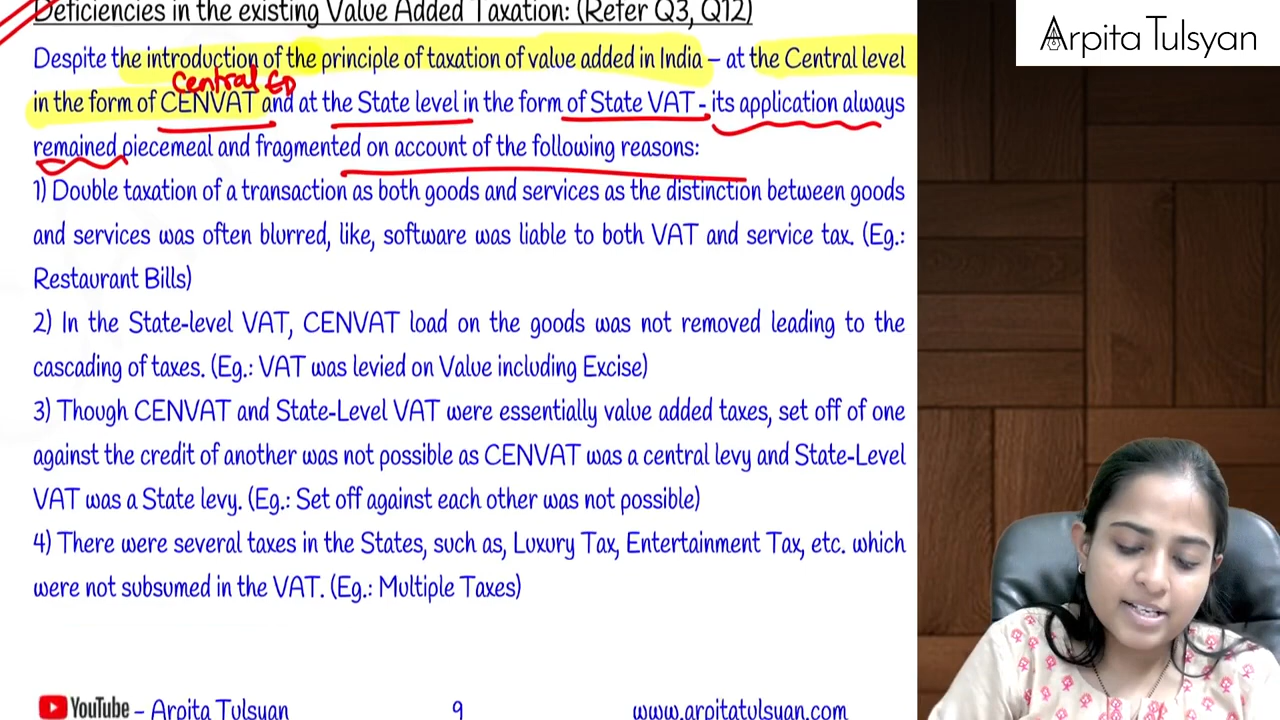 Deficiencies in the existing Value Added Taxation: (Refer Q3, Q12)
Arpita Tulsyan
Despite the introduction of the principle of taxation of value added in India – at the Central level
Central ED
in the form of CENVAT and at the State level in the form of State VAT - its application always
remained piecemeal and fragmented on account of the following reasons:
1) Double taxation of a transaction as both goods and services as the distinction between goods
and services was often blurred, like, software was liable to both VAT and service tax. (Eg.:
Restaurant Bills)
2) In the State-level VAT, CENVAT load on the goods was not removed leading to the
cascading of taxes. (Eg.: VAT was levied on Value including Excise)
3) Though CENVAT and State-Level VAT were essentially value added taxes, set off of one
against the credit of another was not possible as CENVAT was a central levy and State-Level
VAT was a State levy. (Eg.: Set off against each other was not possible)
4) There were several taxes in the States, such as, Luxury Tax, Entertainment Tax, etc. which
were not subsumed in the VAT. (Eg.: Multiple Taxes)
YouTube - Arpita Tulsyan 9 www.arpitatulsyan.com